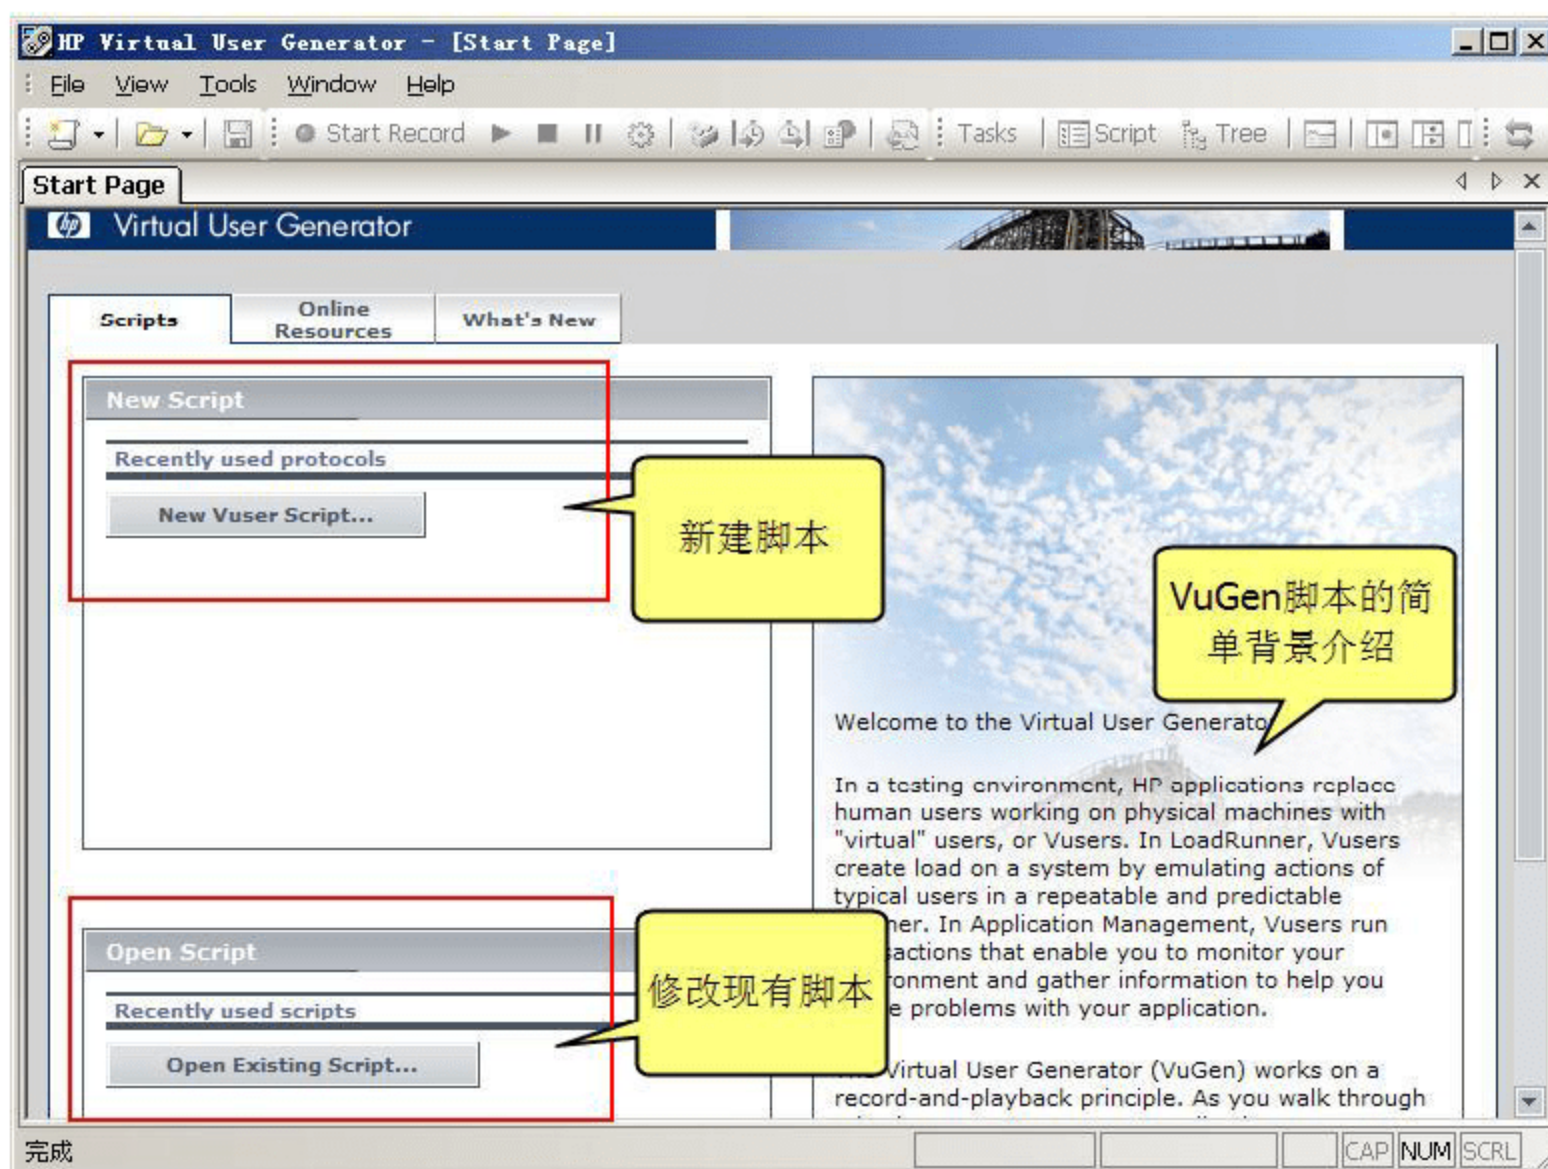 HP Virtual User Generator - [Start Page]
File View Tools Window Help
Start Record Tasks Script Tree
Start Page
hp Virtual User Generator
Scripts
Online
Resources
What's New
New Script
Recently used protocols
New Vuser Script...
新建脚本
Open Script
Recently used scripts
Open Existing Script...
修改现有脚本
VuGen脚本的简
单背景介绍
Welcome to the Virtual User Generato
In a testing environment, HP applications replace
human users working on physical machines with
"virtual" users, or Vusers. In LoadRunner, Vusers
create load on a system by emulating actions of
typical users in a repeatable and predictable
ner. In Application Management, Vusers run
sactions that enable you to monitor your
onment and gather information to help you
e problems with your application.
Virtual User Generator (VuGen) works on a
record-and-playback principle. As you walk through
完成
CAP NUM SCRL